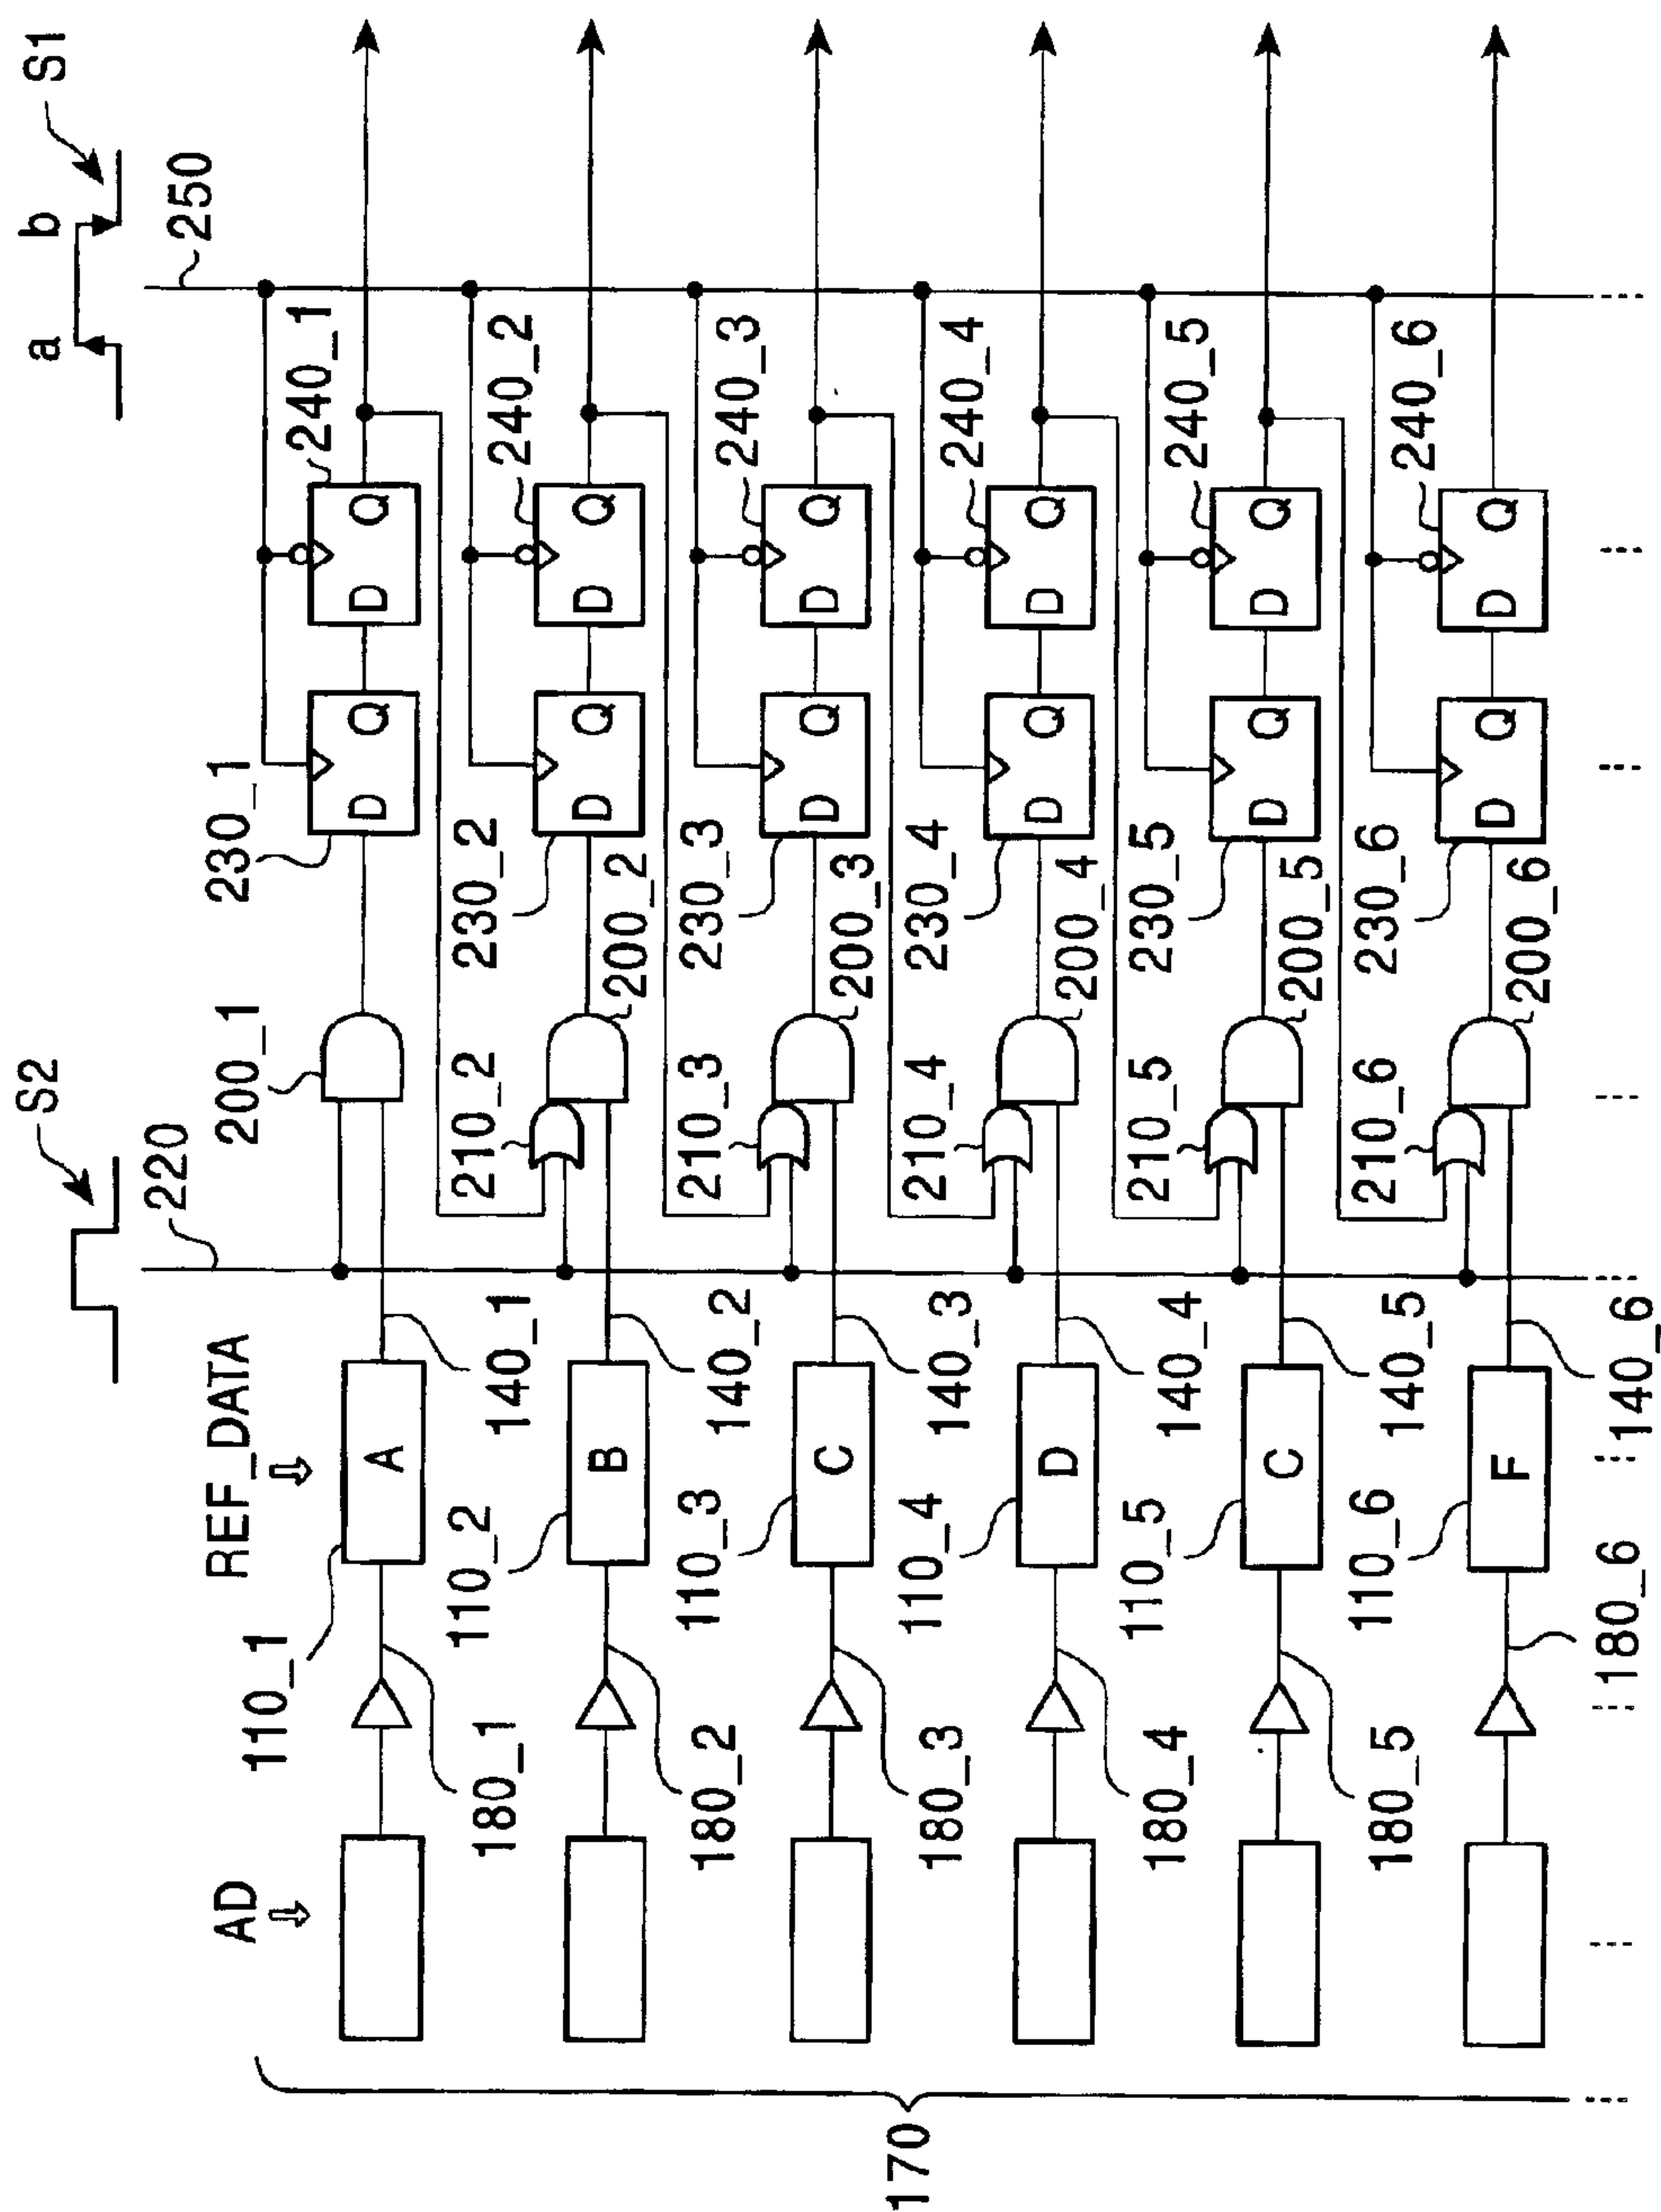 S2
a b S1
220
250
AD REF_DATA 200_1 230_1
110_1 240_1
A D Q D Q
180_1 110_2 140_1 210_2 230_2 240_2
B 200_2 D Q D Q
180_2 110_3 140_2 210_3 230_3 240_3
C 200_3 D Q D Q
170
180_3 110_4 140_3 210_4 230_4 240_4
D 200_4 D Q D Q
180_4 110_5 140_4 210_5 230_5 240_5
C 200_5 D Q D Q
180_5 110_6 140_5 210_6 230_6 240_6
F 200_6 D Q D Q
180_6 140_6